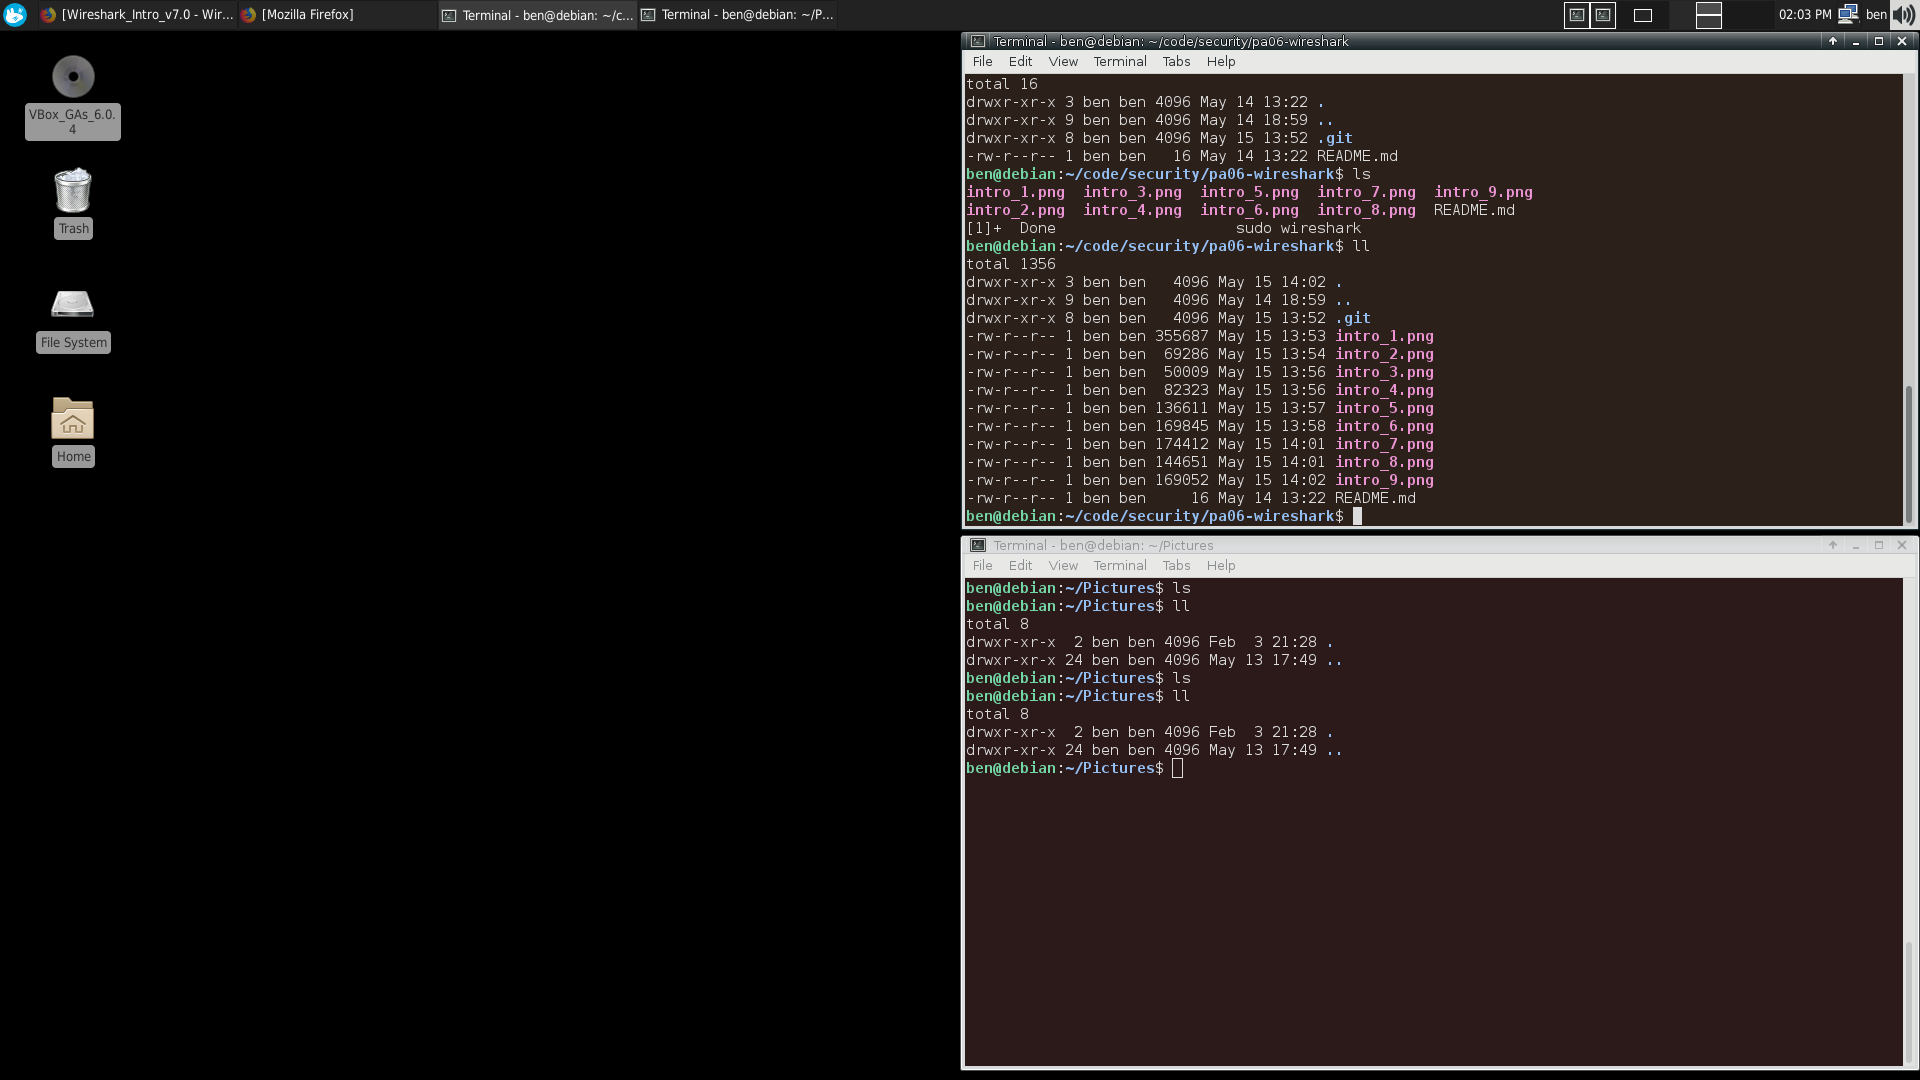 [Wireshark_Intro_v7.0 - Wir...
[Mozilla Firefox]
Terminal - ben@debian: ~/c...
Terminal - ben@debian: ~/P...
02:03 PM
ben
VBox_GAs_6.0.
4
Trash
File System
Home
Terminal - ben@debian: ~/code/security/pa06-wireshark
File Edit View Terminal Tabs Help
total 16
drwxr-xr-x 3 ben ben 4096 May 14 13:22 .
drwxr-xr-x 9 ben ben 4096 May 14 18:59 ..
drwxr-xr-x 8 ben ben 4096 May 15 13:52 .git
-rw-r--r-- 1 ben ben   16 May 14 13:22 README.md
ben@debian:~/code/security/pa06-wireshark$ ls
intro_1.png  intro_3.png  intro_5.png  intro_7.png  intro_9.png
intro_2.png  intro_4.png  intro_6.png  intro_8.png  README.md
[1]+  Done                    sudo wireshark
ben@debian:~/code/security/pa06-wireshark$ ll
total 1356
drwxr-xr-x 3 ben ben   4096 May 15 14:02 .
drwxr-xr-x 9 ben ben   4096 May 14 18:59 ..
drwxr-xr-x 8 ben ben   4096 May 15 13:52 .git
-rw-r--r-- 1 ben ben 355687 May 15 13:53 intro_1.png
-rw-r--r-- 1 ben ben  69286 May 15 13:54 intro_2.png
-rw-r--r-- 1 ben ben  50009 May 15 13:56 intro_3.png
-rw-r--r-- 1 ben ben  82323 May 15 13:56 intro_4.png
-rw-r--r-- 1 ben ben 136611 May 15 13:57 intro_5.png
-rw-r--r-- 1 ben ben 169845 May 15 13:58 intro_6.png
-rw-r--r-- 1 ben ben 174412 May 15 14:01 intro_7.png
-rw-r--r-- 1 ben ben 144651 May 15 14:01 intro_8.png
-rw-r--r-- 1 ben ben 169052 May 15 14:02 intro_9.png
-rw-r--r-- 1 ben ben     16 May 14 13:22 README.md
ben@debian:~/code/security/pa06-wireshark$
Terminal - ben@debian: ~/Pictures
File Edit View Terminal Tabs Help
ben@debian:~/Pictures$ ls
ben@debian:~/Pictures$ ll
total 8
drwxr-xr-x  2 ben ben 4096 Feb  3 21:28 .
drwxr-xr-x 24 ben ben 4096 May 13 17:49 ..
ben@debian:~/Pictures$ ls
ben@debian:~/Pictures$ ll
total 8
drwxr-xr-x  2 ben ben 4096 Feb  3 21:28 .
drwxr-xr-x 24 ben ben 4096 May 13 17:49 ..
ben@debian:~/Pictures$